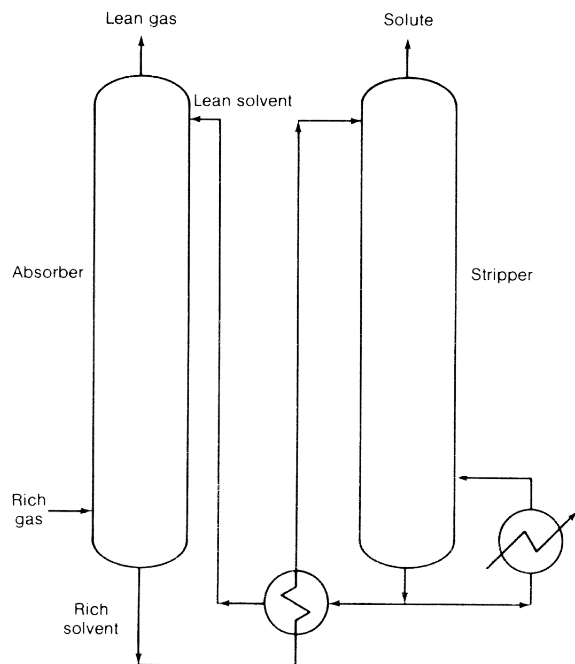 Lean gas
Solute
Lean solvent
Absorber
Stripper
Rich
gas
Rich
solvent